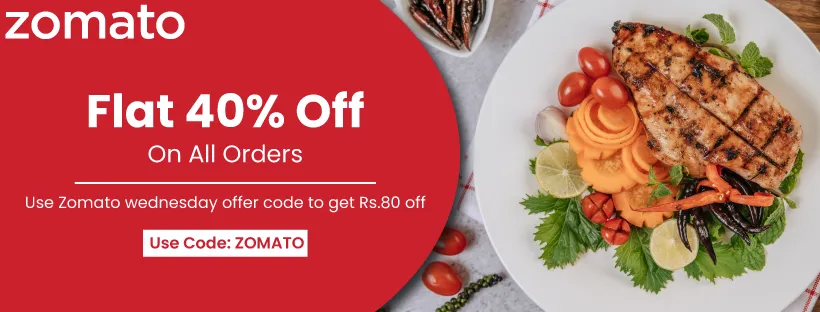 zomato
Flat 40% Off
On All Orders
Use Zomato wednesday offer code to get Rs.80 off
Use Code: ZOMATO